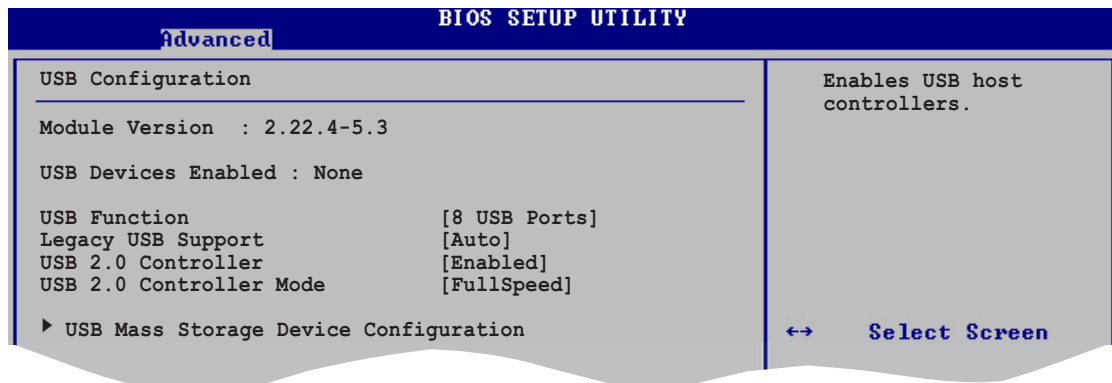 BIOS SETUP UTILITY
Advanced
USB Configuration
Module Version : 2.22.4-5.3
USB Devices Enabled : None
USB Function [8 USB Ports]
Legacy USB Support [Auto]
USB 2.0 Controller [Enabled]
USB 2.0 Controller Mode [FullSpeed]
USB Mass Storage Device Configuration
Enables USB host
controllers.
←→ Select Screen